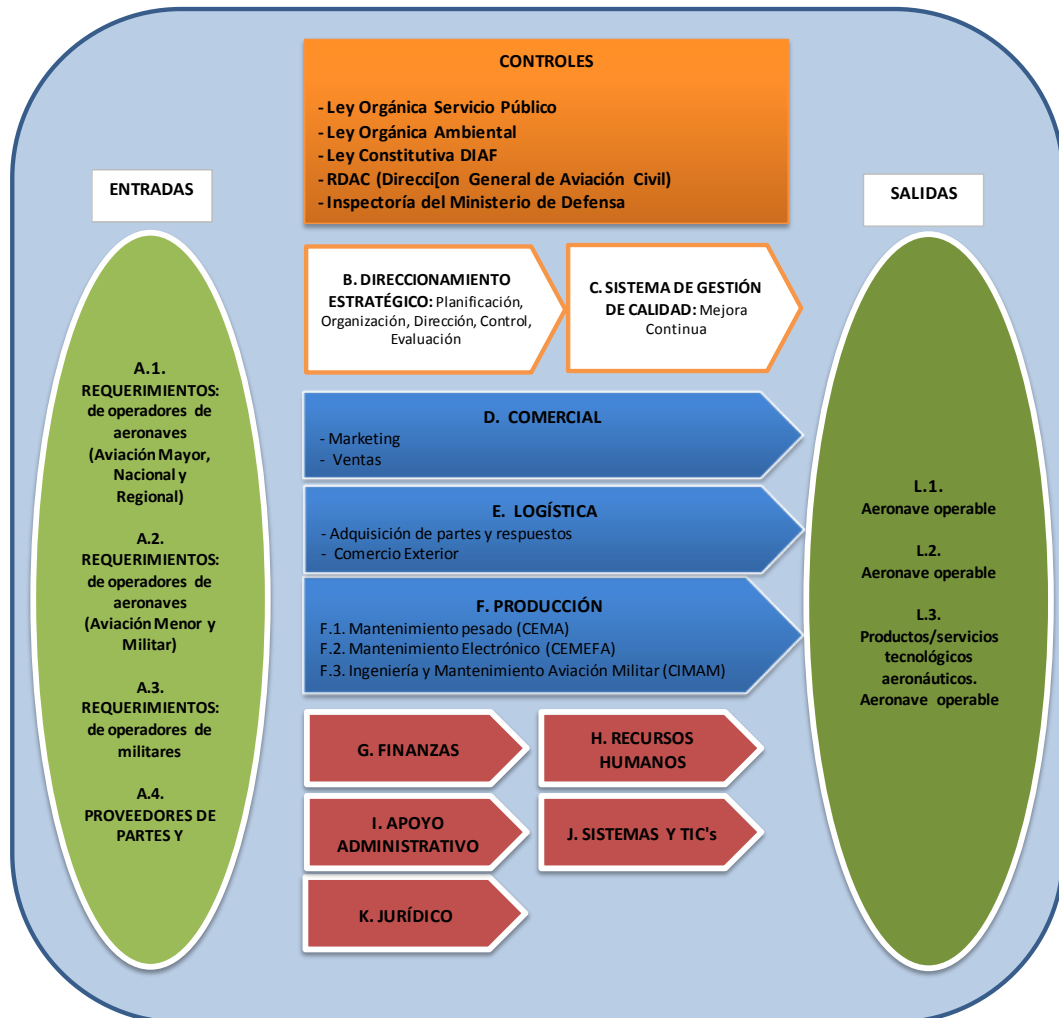 CONTROLES
- Ley Orgánica Servicio Público
- Ley Orgánica Ambiental
- Ley Constitutiva DIAF
- RDAC (Direcci[on General de Aviación Civil)
- Inspectoría del Ministerio de Defensa
ENTRADAS
SALIDAS
B. DIRECCIONAMIENTO
ESTRATÉGICO: Planificación,
Organización, Dirección, Control,
Evaluación
C. SISTEMA DE GESTIÓN
DE CALIDAD: Mejora
Continua
A.1.
REQUERIMIENTOS:
de operadores de
aeronaves
(Aviación Mayor,
Nacional y
Regional)
A.2.
REQUERIMIENTOS:
de operadores de
aeronaves
(Aviación Menor y
Militar)
A.3.
REQUERIMIENTOS:
de operadores de
militares
A.4.
PROVEEDORES DE
PARTES Y
D. COMERCIAL
- Marketing
- Ventas
E. LOGÍSTICA
- Adquisición de partes y respuestos
- Comercio Exterior
F. PRODUCCIÓN
F.1. Mantenimiento pesado (CEMA)
F.2. Mantenimiento Electrónico (CEMEFA)
F.3. Ingeniería y Mantenimiento Aviación Militar (CIMAM)
G. FINANZAS
H. RECURSOS
HUMANOS
I. APOYO
ADMINISTRATIVO
J. SISTEMAS Y TIC's
K. JURÍDICO
L.1.
Aeronave operable
L.2.
Aeronave operable
L.3.
Productos/servicios
tecnológicos
aeronáuticos.
Aeronave operable